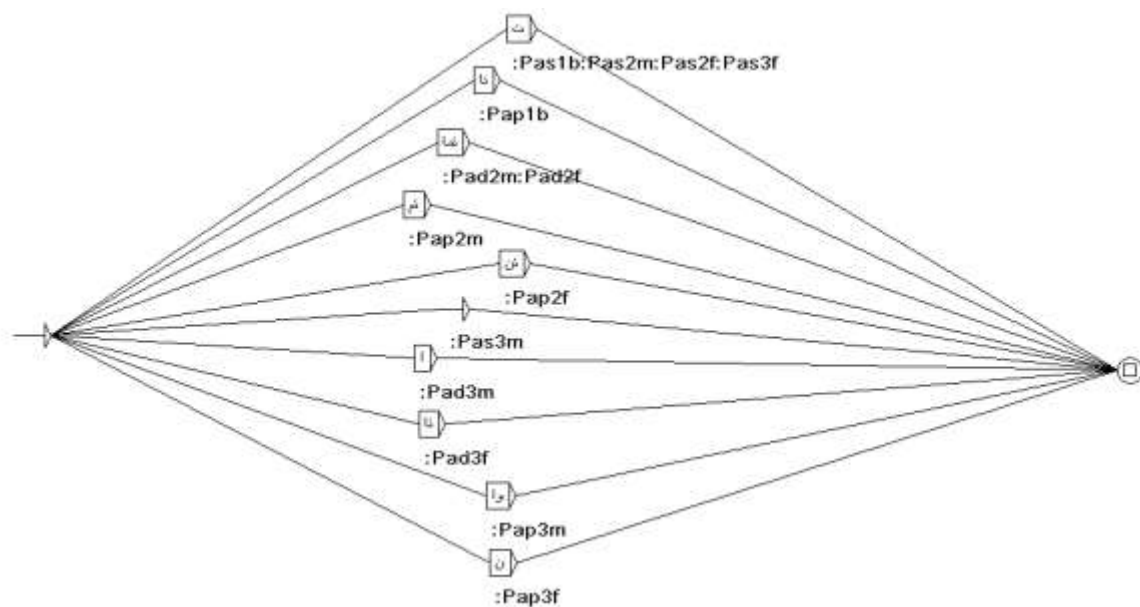 ت
:Pas1b:Pas2m:Pas2f:Pas3f
نا
:Pap1b
تما
:Pad2m:Pad2f
تم
:Pap2m
تن
:Pap2f
:Pas3m
ا
:Pad3m
تا
:Pad3f
وا
:Pap3m
ن
:Pap3f